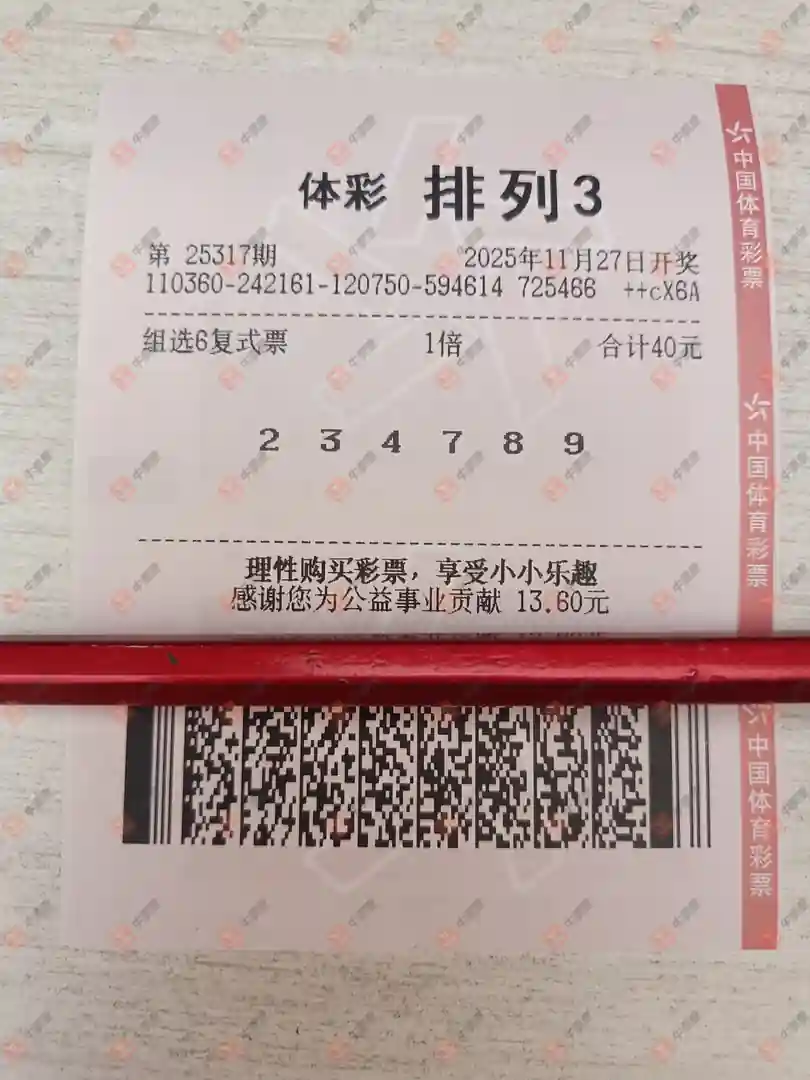 体彩 排列3
第 25317期 2025年11月27日开奖
110360-242161-120750-594614 725466 ++cX6A
组选6复式票 1倍 合计40元
2 3 4 7 8 9
理性购买彩票，享受小小乐趣
感谢您为公益事业贡献 13.60元
中国体育彩票
中国体育彩票
中国体育彩票